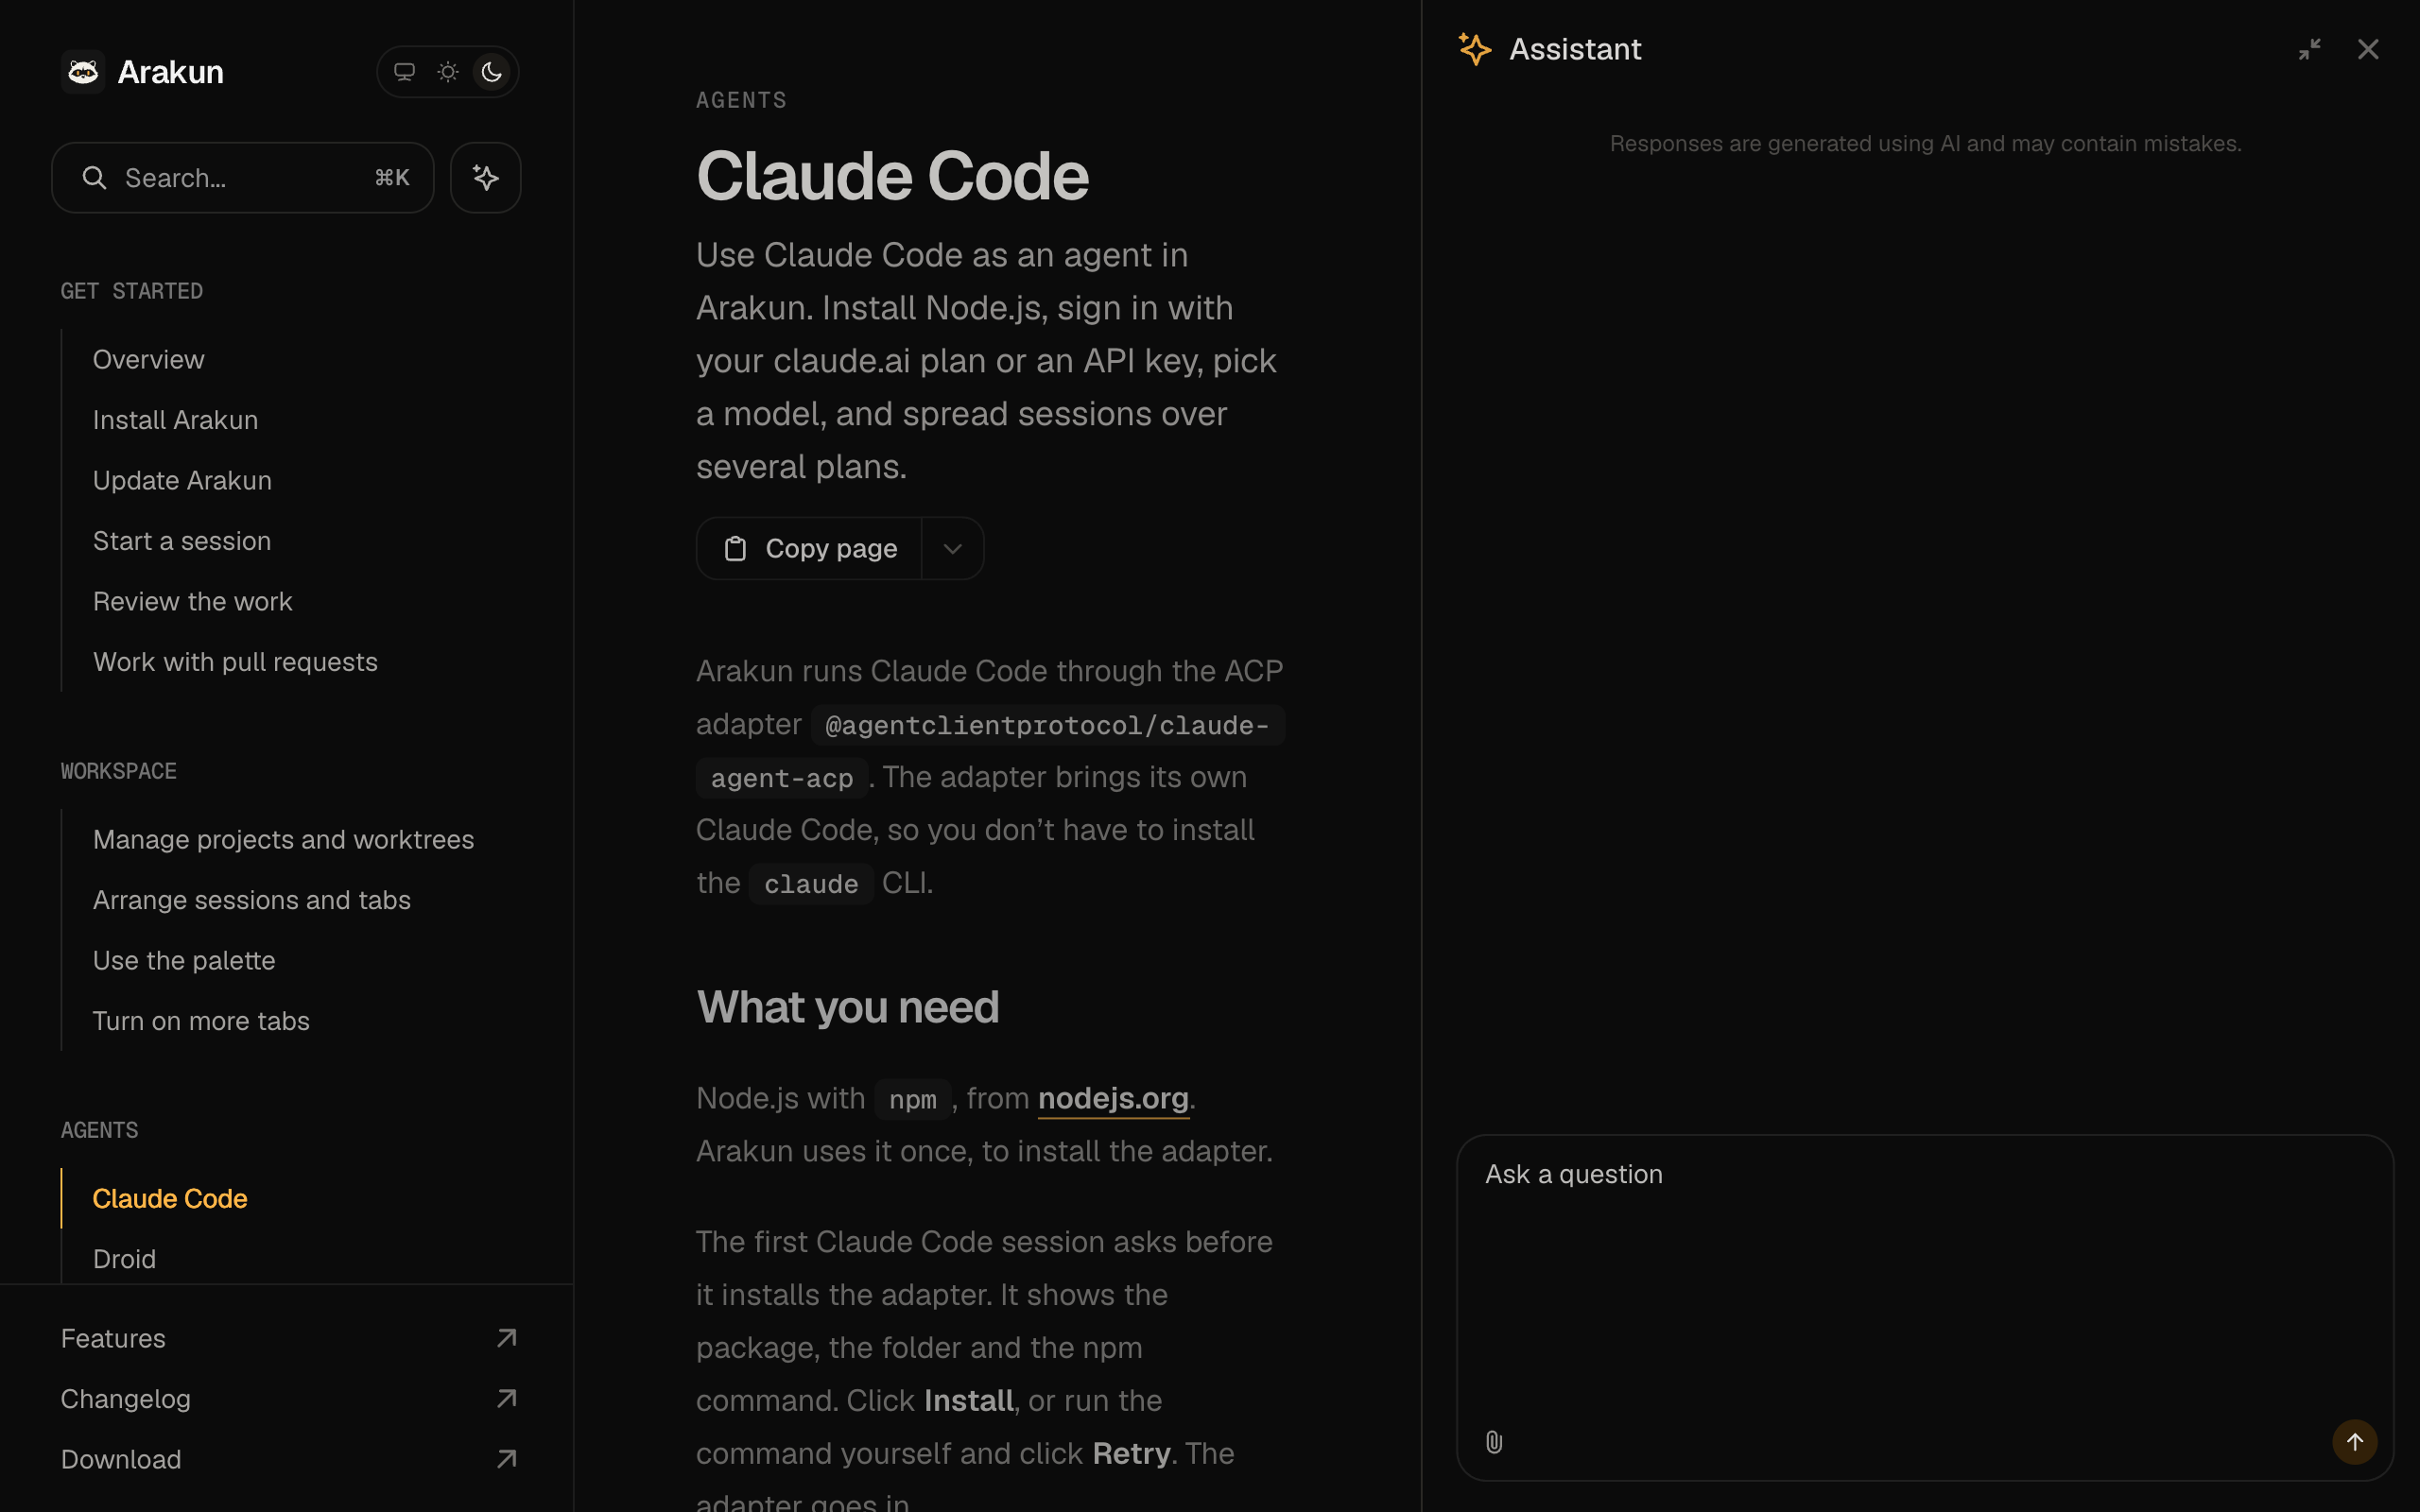 Arakun
Search...
⌘K
GET STARTED
Overview
Install Arakun
Update Arakun
Start a session
Review the work
Work with pull requests
WORKSPACE
Manage projects and worktrees
Arrange sessions and tabs
Use the palette
Turn on more tabs
AGENTS
Claude Code
Droid
Features
Changelog
Download
AGENTS
Claude Code
Use Claude Code as an agent in
Arakun. Install Node.js, sign in with
your claude.ai plan or an API key, pick
a model, and spread sessions over
several plans.
Copy page
Arakun runs Claude Code through the ACP
adapter @agentclientprotocol/claude-
agent-acp. The adapter brings its own
Claude Code, so you don’t have to install
the claude CLI.
What you need
Node.js with npm, from nodejs.org.
Arakun uses it once, to install the adapter.
The first Claude Code session asks before
it installs the adapter. It shows the
package, the folder and the npm
command. Click Install, or run the
command yourself and click Retry. The
adapter goes in
Assistant
Responses are generated using AI and may contain mistakes.
Ask a question